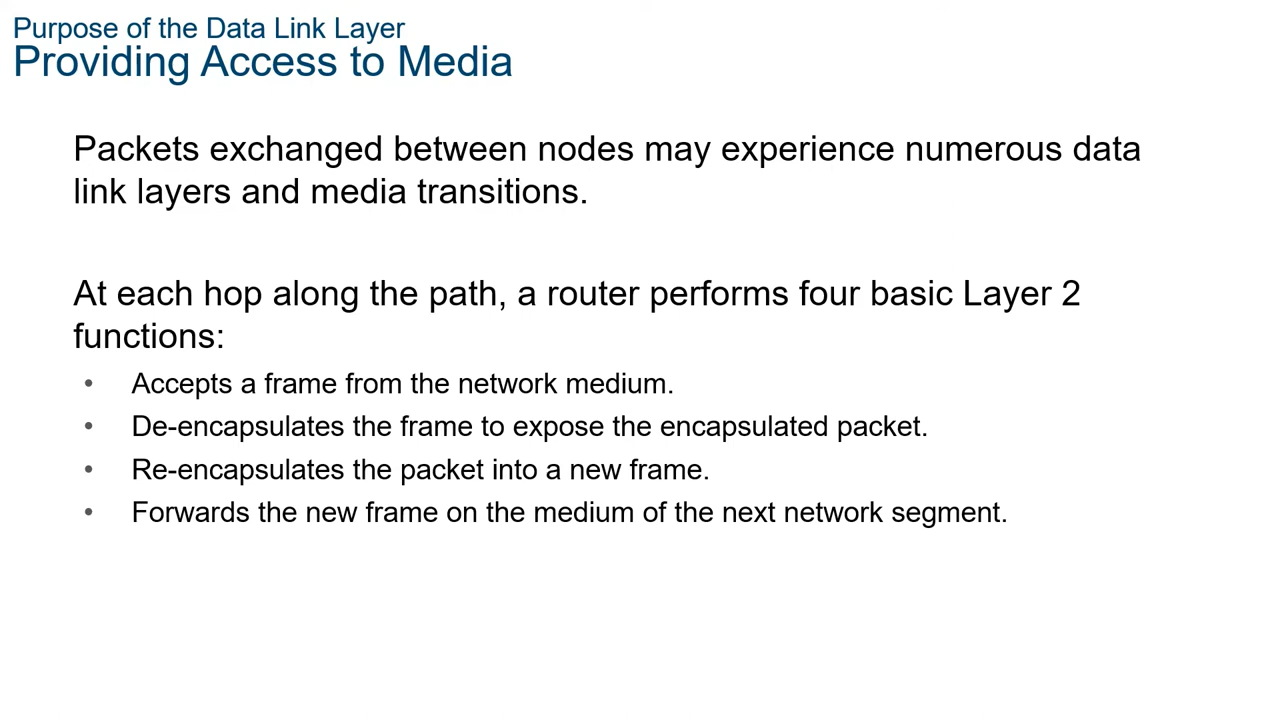 Purpose of the Data Link Layer
Providing Access to Media
Packets exchanged between nodes may experience numerous data
link layers and media transitions.
At each hop along the path, a router performs four basic Layer 2
functions:
• Accepts a frame from the network medium.
• De-encapsulates the frame to expose the encapsulated packet.
• Re-encapsulates the packet into a new frame.
• Forwards the new frame on the medium of the next network segment.